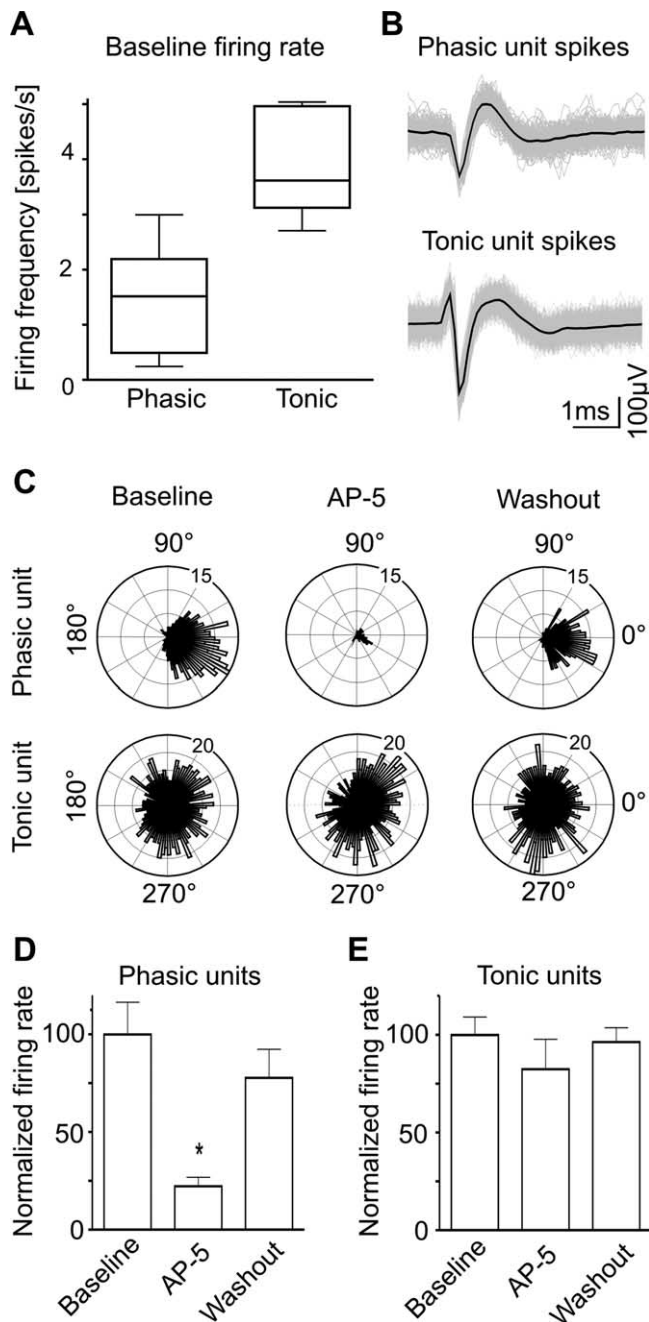 A
Baseline firing rate
Firing frequency [spikes/s]
4
2
0
Phasic
Tonic
B
Phasic unit spikes
Tonic unit spikes
1ms
100µV
C
Baseline
AP-5
Washout
Phasic unit
90°
90°
90°
15
15
15
180°
0°
Tonic unit
20
20
20
180°
0°
270°
270°
270°
D
Phasic units
Normalized firing rate
100
50
0
*
Baseline
AP-5
Washout
E
Tonic units
Normalized firing rate
100
50
0
Baseline
AP-5
Washout